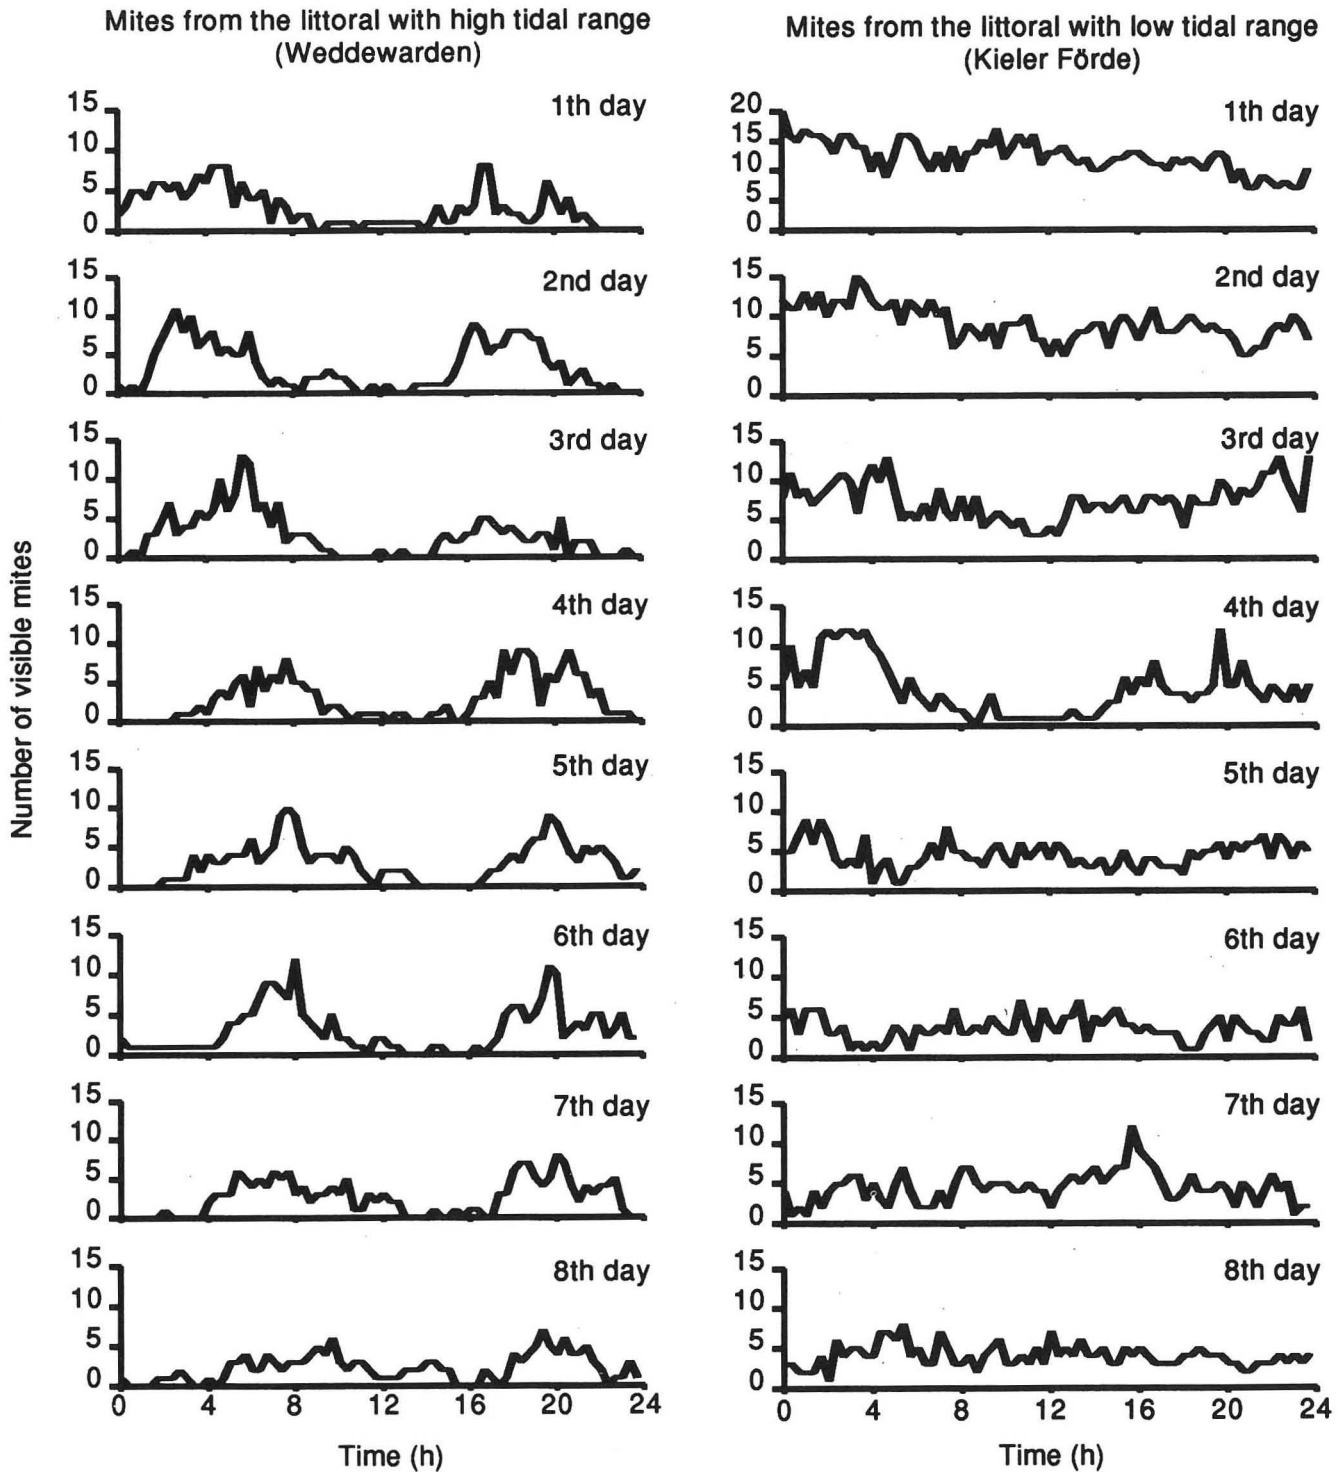 Mites from the littoral with high tidal range
(Weddewarden)
Mites from the littoral with low tidal range
(Kieler Förde)
Number of visible mites
15
10
5
0
1th day
15
10
5
0
2nd day
15
10
5
0
3rd day
15
10
5
0
4th day
15
10
5
0
5th day
15
10
5
0
6th day
15
10
5
0
7th day
15
10
5
0
8th day
0 4 8 12 16 20 24
Time (h)
20
15
10
5
0
1th day
15
10
5
0
2nd day
15
10
5
0
3rd day
15
10
5
0
4th day
15
10
5
0
5th day
15
10
5
0
6th day
15
10
5
0
7th day
15
10
5
0
8th day
0 4 8 12 16 20 24
Time (h)